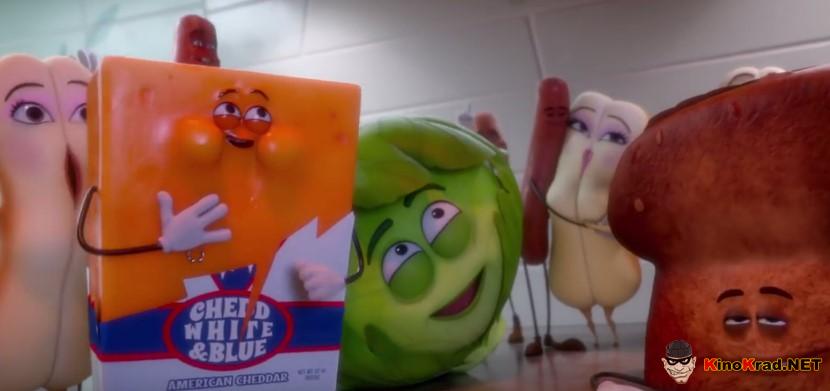 CHEDD
WHITE
& BLUE
AMERICAN CHEDDAR
KinoKrad.NET